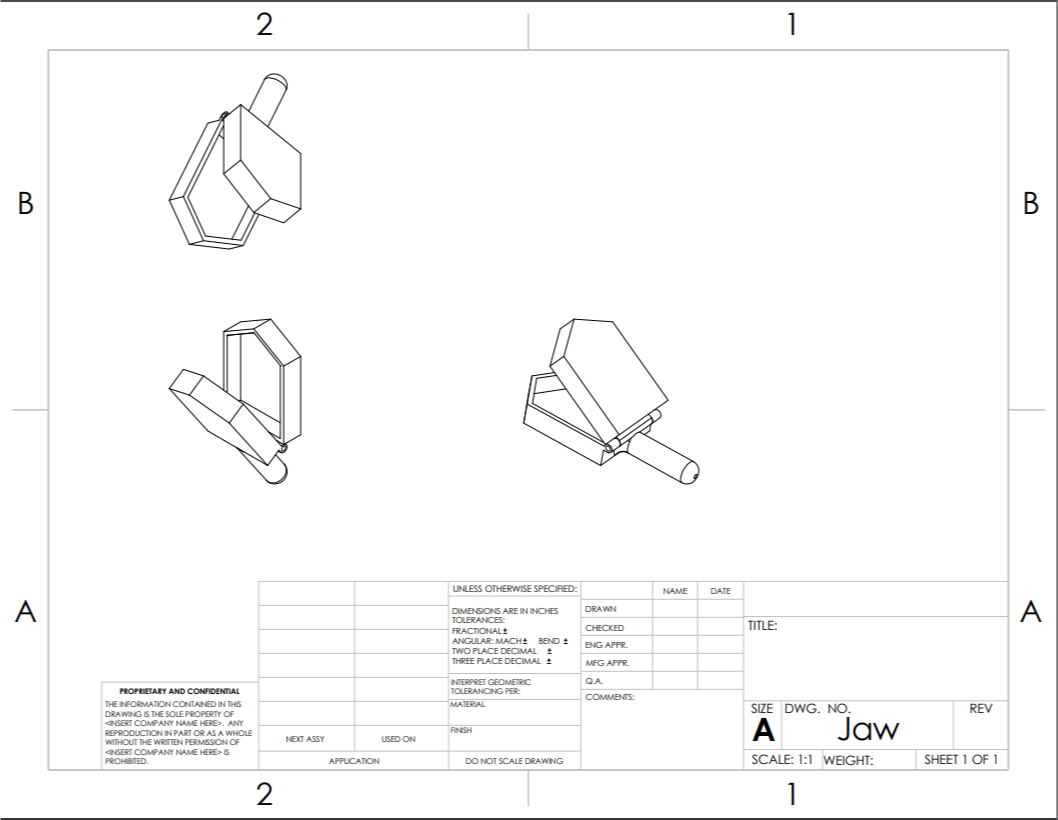 2
1
B
B
A
A
UNLESS OTHERWISE SPECIFIED:
DIMENSIONS ARE IN INCHES
TOLERANCES:
FRACTIONAL±
ANGULAR: MACH± BEND ±
TWO PLACE DECIMAL ±
THREE PLACE DECIMAL ±
INTERPRET GEOMETRIC
TOLERANCING PER:
MATERIAL
FINISH
DO NOT SCALE DRAWING
NAME DATE
DRAWN
CHECKED
ENG APPR.
MFG APPR.
Q.A.
COMMENTS:
TITLE:
SIZE DWG. NO. REV
A Jaw
SCALE: 1:1 WEIGHT: SHEET 1 OF 1
PROPRIETARY AND CONFIDENTIAL
THE INFORMATION CONTAINED IN THIS
DRAWING IS THE SOLE PROPERTY OF
<INSERT COMPANY NAME HERE>. ANY
REPRODUCTION IN PART OR AS A WHOLE
WITHOUT THE WRITTEN PERMISSION OF
<INSERT COMPANY NAME HERE> IS
PROHIBITED.
NEXT ASSY USED ON
APPLICATION
2
1